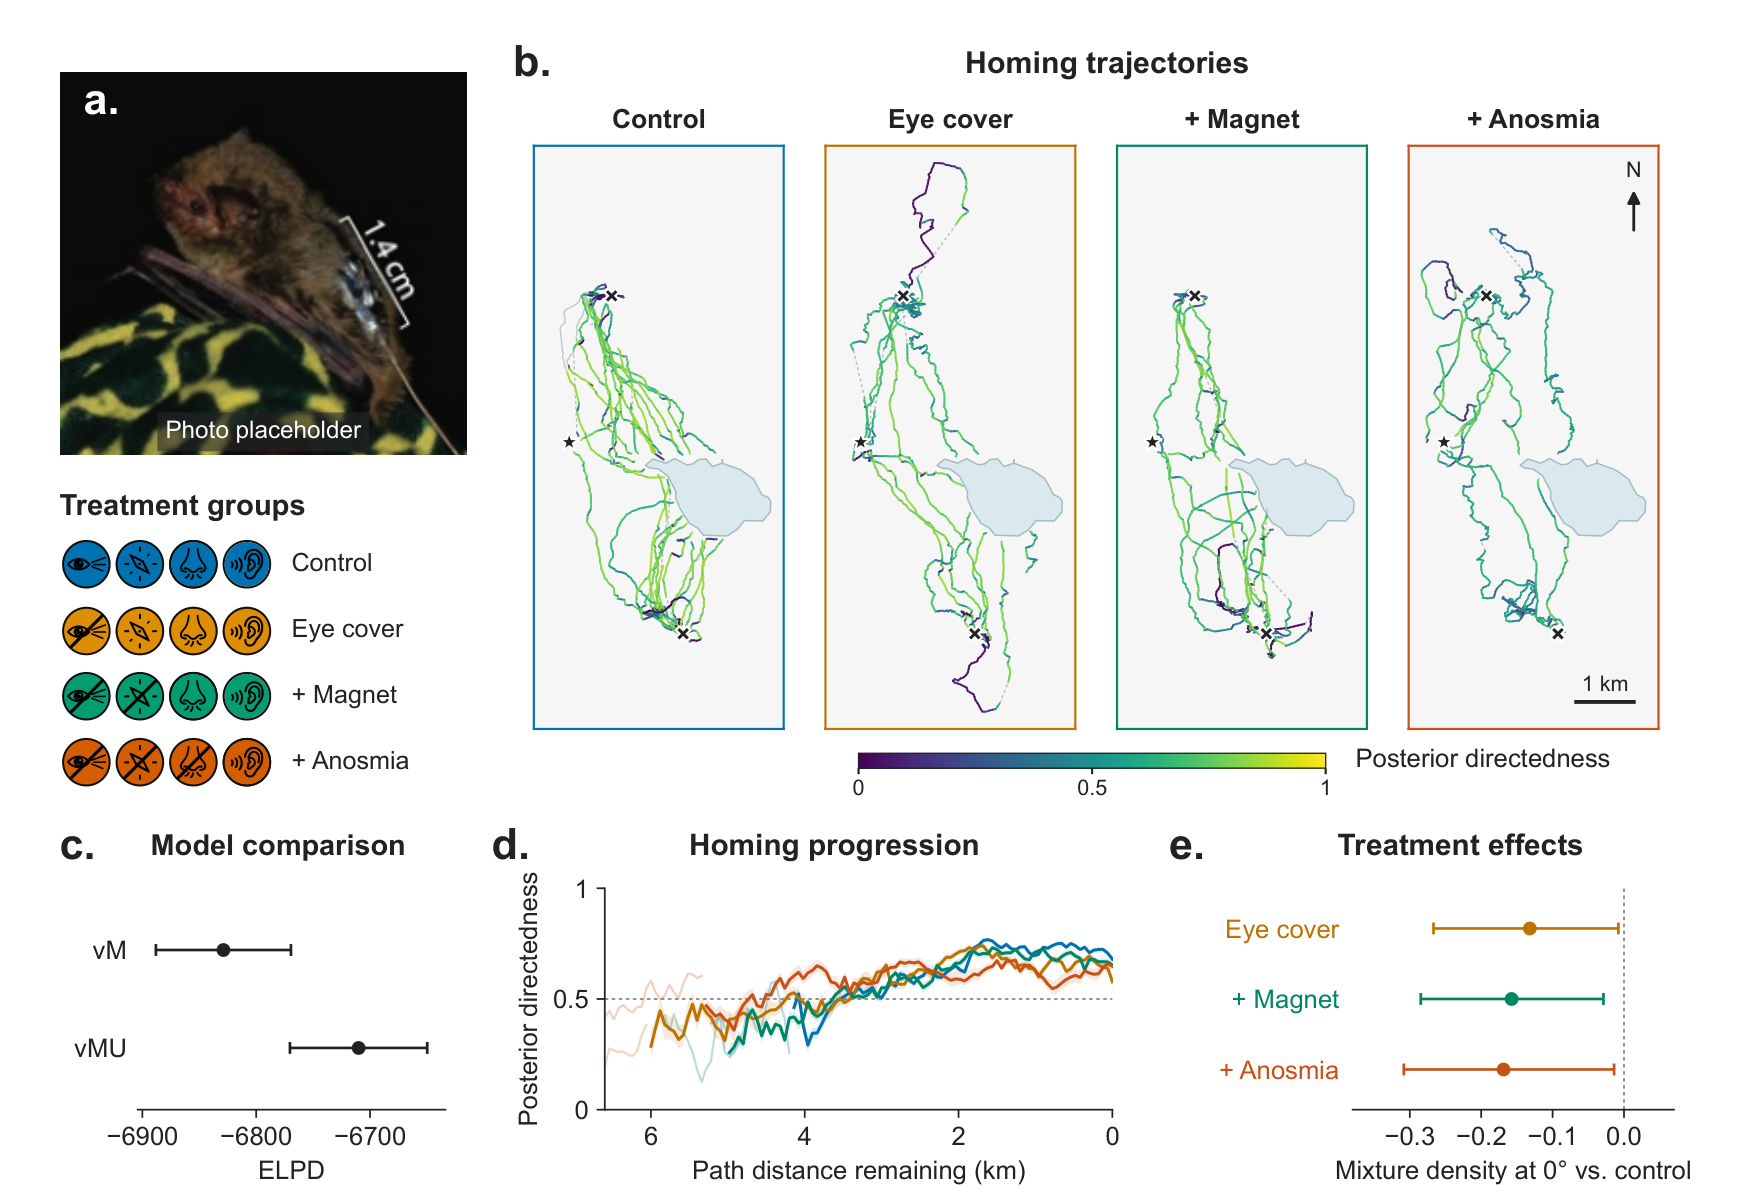 a.
1.4 cm
Photo placeholder
Treatment groups
Control
Eye cover
+ Magnet
+ Anosmia
b.
Homing trajectories
Control
Eye cover
+ Magnet
+ Anosmia
N
1 km
0
0.5
1
Posterior directedness
c.
Model comparison
vM
vMU
−6900
−6800
−6700
ELPD
d.
Homing progression
Posterior directedness
1
0.5
0
6
4
2
0
Path distance remaining (km)
e.
Treatment effects
Eye cover
+ Magnet
+ Anosmia
−0.3
−0.2
−0.1
0.0
Mixture density at 0° vs. control